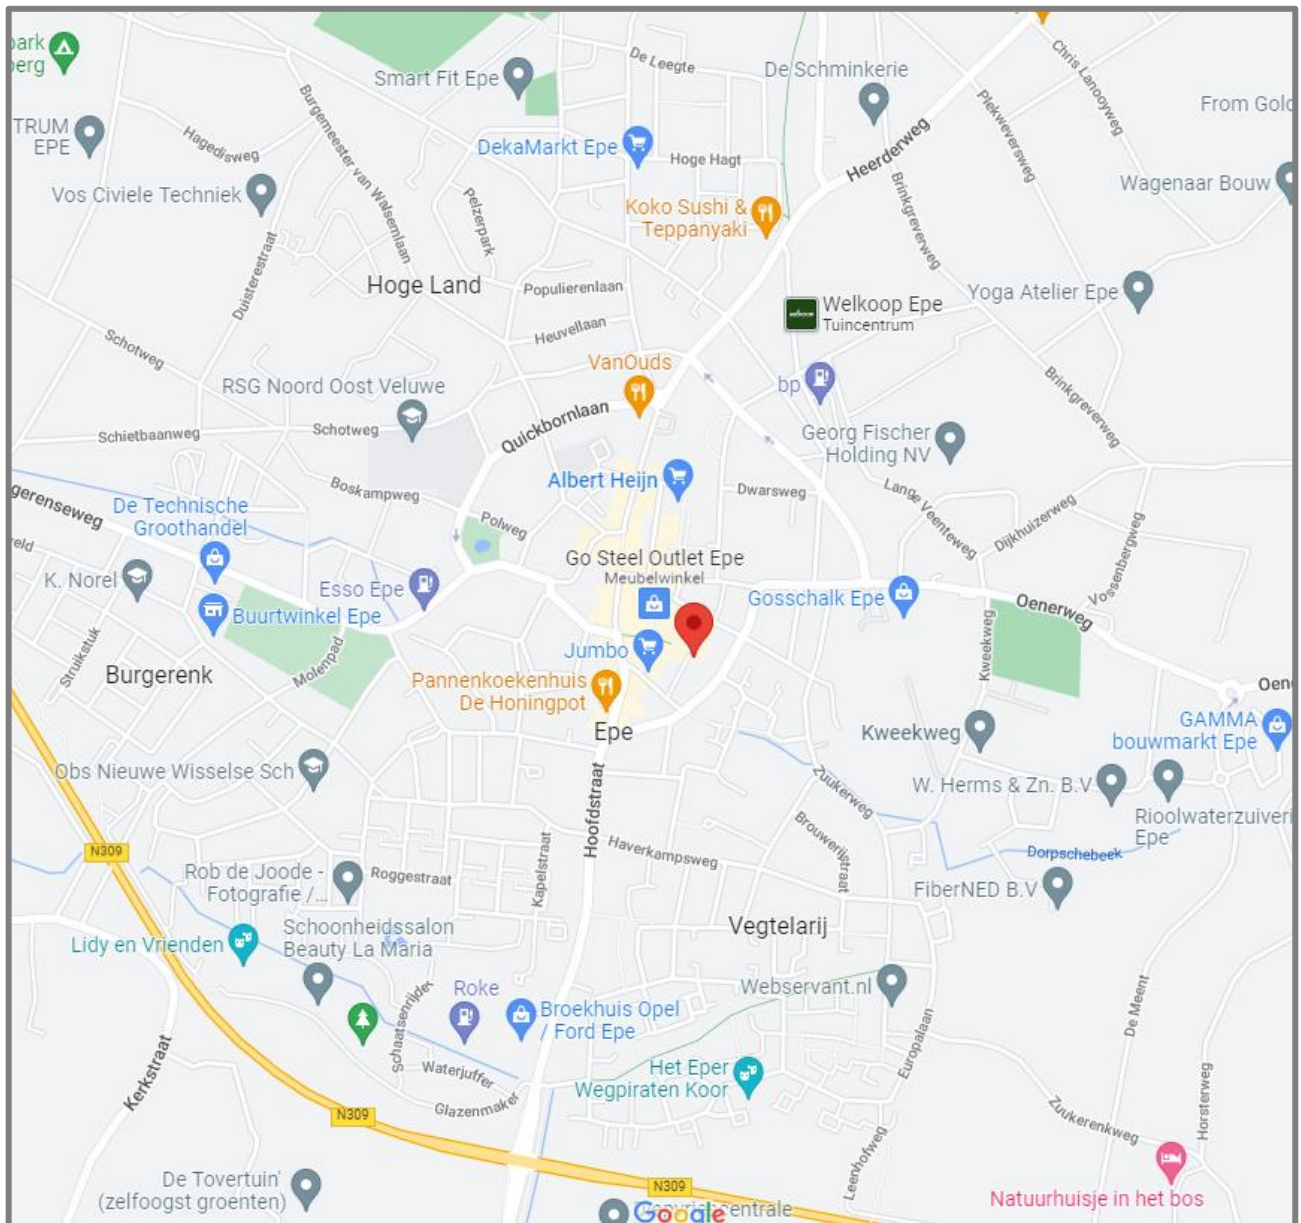 park
berg
De Leegte
De Schminkerie
Chris Lanooyweg
Smart Fit Epe
Burgemeester van Walsemlaan
Plekweversweg
From Gold
TRUM
EPE
Hagedisweg
DekaMarkt Epe
Hoge Hagt
Heerderweg
Vos Civiele Techniek
Pelzerpark
Koko Sushi &
Teppanyaki
Brinkgreverweg
Wagenaar Bouw
Duisterestraat
Hoge Land
Populierenlaan
Yoga Atelier Epe
Welkoop Epe
Tuincentrum
Heuvellaan
Schotweg
VanOuds
bp
RSG Noord Oost Veluwe
Brinkgreverweg
Quickbornlaan
Schietbaanweg
Schotweg
Georg Fischer
Holding NV
Albert Heijn
Dwarsweg
Lange Veenteweg
Boskampweg
gerenseweg
De Technische
Groothandel
Polweg
Dijkhuizerweg
Vossenbergweg
reld
Go Steel Outlet Epe
Meubelwinkel
K. Norel
Esso Epe
Gosschalk Epe
Oenerweg
Buurtwinkel Epe
Struikstuk
Molenpad
Kweekweg
Burgerenk
Jumbo
Pannenkoekenhuis
De Honingpot
Oen
Epe
Kweekweg
GAMMA
bouwmarkt Epe
Obs Nieuwe Wisselse Sch
Hoofdstraat
Zuukerweg
W. Herms & Zn. B.V
Rioolwaterzuiveri
Epe
Brouwerijstraat
N309
Haverkampsweg
Dorpschebeek
Kapelstraat
Rob de Joode -
Fotografie /...
Roggestraat
FiberNED B.V
Schoonheidssalon
Beauty La Maria
Vegtelarij
Lidy en Vrienden
Webservant.nl
Roke
Schaatsenrijder
Broekhuis Opel
/ Ford Epe
De Meent
Europalaan
Kerkstraat
Waterjuffer
Het Eper
Wegpiraten Koor
Glazenmaker
N309
Zuukerenkweg
Horsterweg
Leenhofweg
De Tovertuin'
(zelfoogst groenten)
N309
Natuurhuisje in het bos
Google